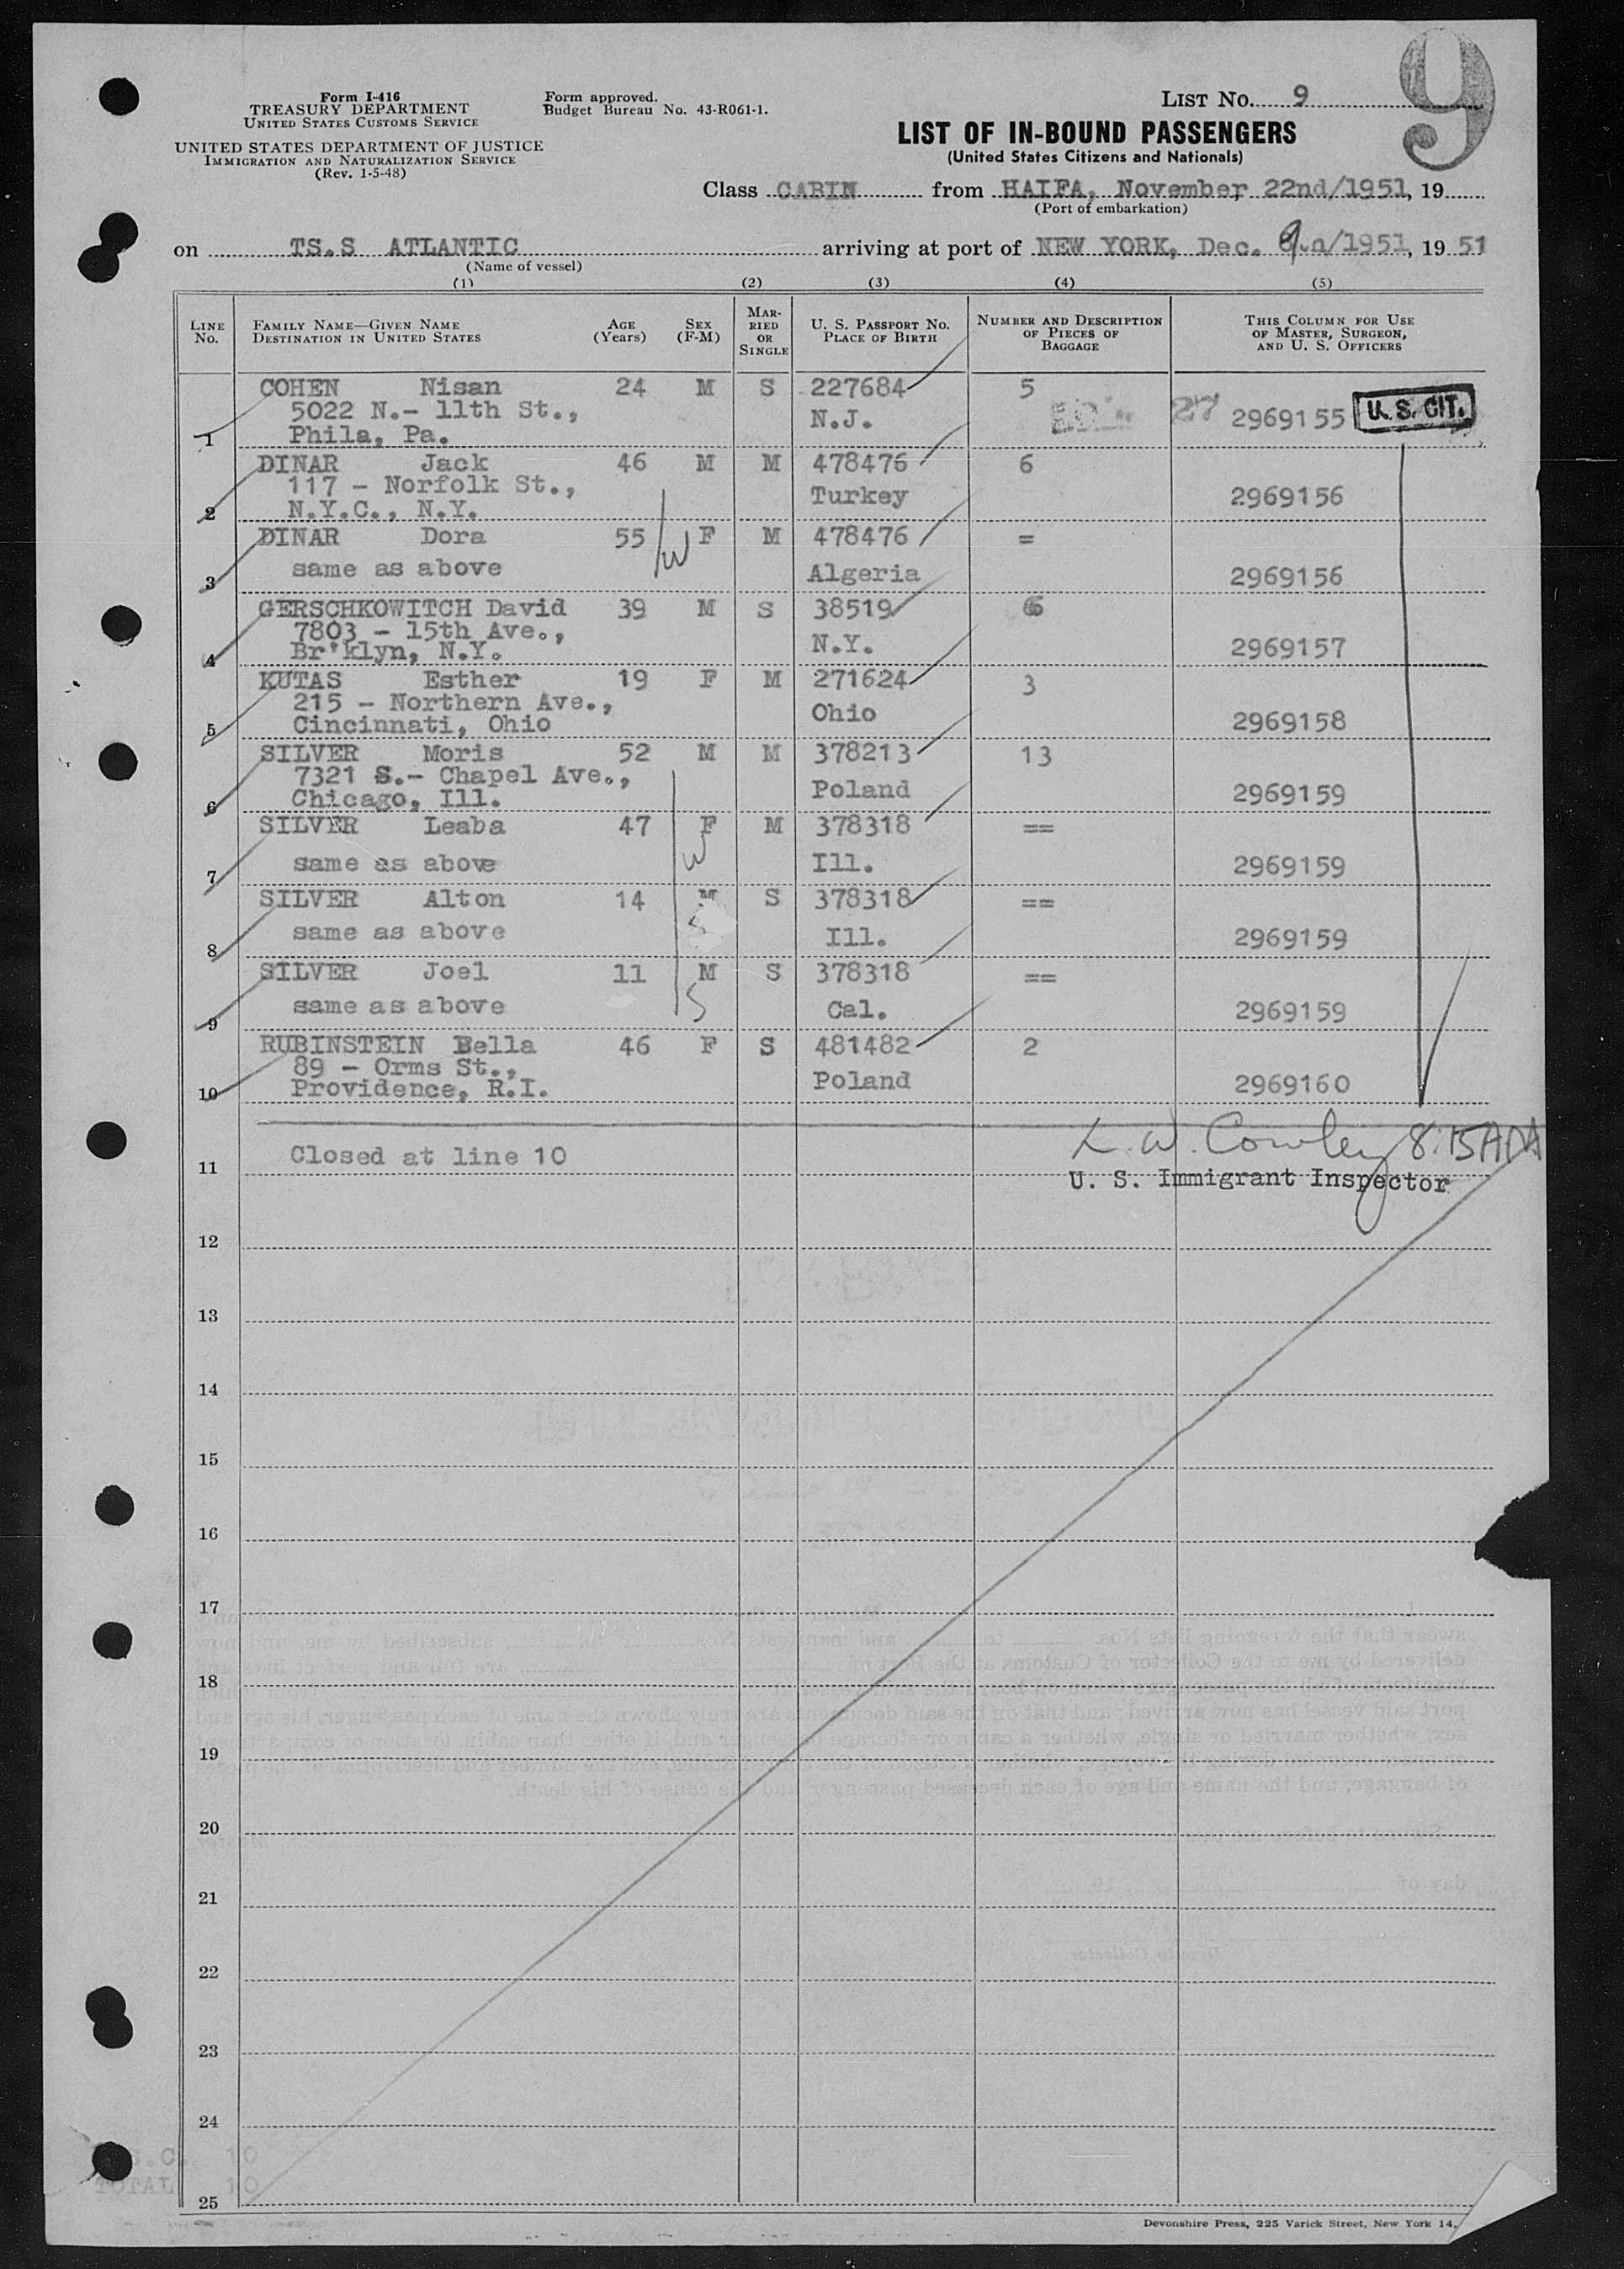 Form I-416
TREASURY DEPARTMENT
UNITED STATES CUSTOMS SERVICE
UNITED STATES DEPARTMENT OF JUSTICE
IMMIGRATION AND NATURALIZATION SERVICE
(Rev. 1-5-48)
Form approved.
Budget Bureau No. 43-R061-1.
LIST No. 9
9
LIST OF IN-BOUND PASSENGERS
(United States Citizens and Nationals)
Class CABIN from HAIFA, November 22nd/1951, 19
(Port of embarkation)
on TS.S ATLANTIC arriving at port of NEW YORK, Dec. 9 /1951, 19 51
(Name of vessel)
(1) (2) (3) (4) (5)
LINE No. FAMILY NAME—GIVEN NAME DESTINATION IN UNITED STATES AGE (Years) SEX (F-M) MARRIED OR SINGLE U. S. PASSPORT NO. PLACE OF BIRTH NUMBER AND DESCRIPTION OF PIECES OF BAGGAGE THIS COLUMN FOR USE OF MASTER, SURGEON, AND U. S. OFFICERS
COHEN Nisan 24 M S 227684 5
5022 N.- 11th St., N.J. 27 2969155 U.S. CIT.
1 Phila, Pa.
DINAR Jack 46 M M 478476 6
117 - Norfolk St., Turkey 2969156
2 N.Y.C., N.Y.
DINAR Dora 55 W F M 478476 =
3 same as above Algeria 2969156
GERSCHKOWITCH David 39 M S 38519 6
7803 - 15th Ave., N.Y. 2969157
4 Br'klyn, N.Y.
KUTAS Esther 19 F M 271624 3
215 - Northern Ave., Ohio 2969158
5 Cincinnati, Ohio
SILVER Moris 52 M M 378213 13
7321 S.- Chapel Ave., Poland 2969159
6 Chicago, Ill.
SILVER Leaba 47 F M 378318 ==
7 same as above W Ill. 2969159
SILVER Alton 14 M S 378318 ==
8 same as above S Ill. 2969159
SILVER Joel 11 M S 378318 ==
9 same as above S Cal. 2969159
RUBINSTEIN Bella 46 F S 481482 2
89 - Orms St., Poland 2969160
10 Providence, R.I.
L. W. Cowley 8:15AM
11 Closed at line 10
U. S. Immigrant Inspector
12
13
14
15
16
17
18
19
20
21
22
23
24
C. 10
TOTAL 10
25
Devonshire Press, 225 Varick Street, New York 14,